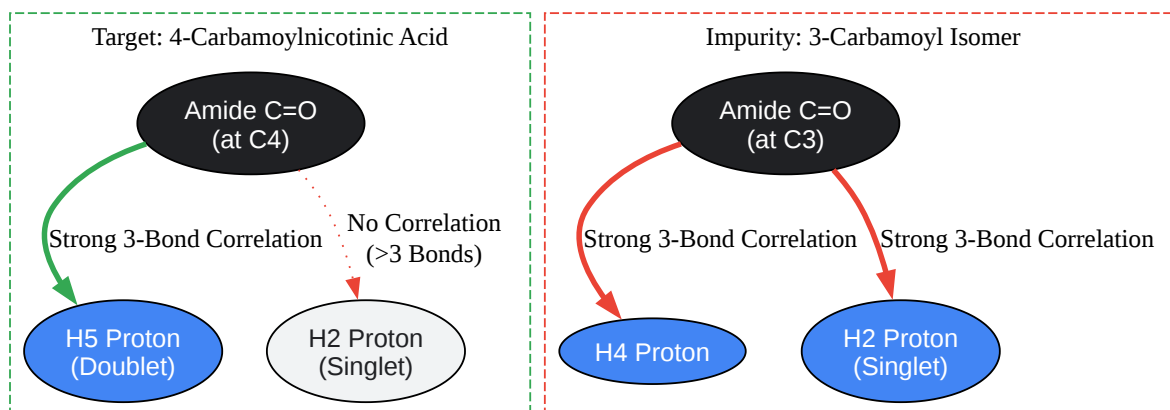 Target: 4-Carbamoylnicotinic Acid
Amide C=O
(at C4)
Strong 3-Bond Correlation
No Correlation
(>3 Bonds)
H5 Proton
(Doublet)
H2 Proton
(Singlet)
Impurity: 3-Carbamoyl Isomer
Amide C=O
(at C3)
Strong 3-Bond Correlation
Strong 3-Bond Correlation
H4 Proton
H2 Proton
(Singlet)